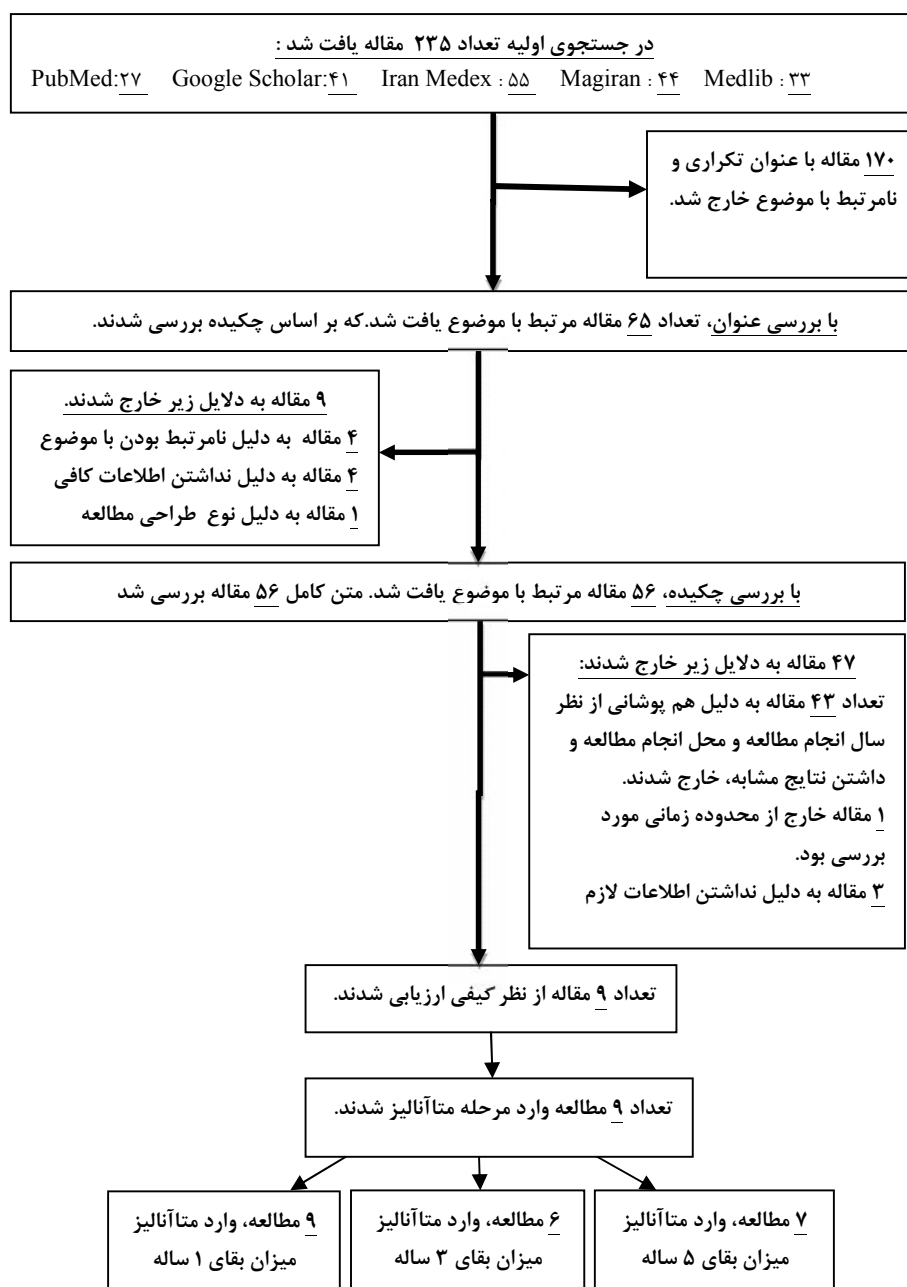 در جستجوی اولیه تعداد ۲۳۵ مقاله یافت شد :
PubMed:۲۷ Google Scholar:۴۱ Iran Medex : ۵۵ Magiran : ۴۴ Medlib : ۳۳
۱۷۰ مقاله با عنوان تکراری و
نامرتبط با موضوع خارج شد.
با بررسی عنوان، تعداد ۶۵ مقاله مرتبط با موضوع یافت شد.که بر اساس چکیده بررسی شدند.
۹ مقاله به دلایل زیر خارج شدند.
۴ مقاله به دلیل نامرتبط بودن با موضوع
۴ مقاله به دلیل نداشتن اطلاعات کافی
۱ مقاله به دلیل نوع طراحی مطالعه
با بررسی چکیده، ۵۶ مقاله مرتبط با موضوع یافت شد. متن کامل ۵۶ مقاله بررسی شد
۴۷ مقاله به دلایل زیر خارج شدند:
تعداد ۴۳ مقاله به دلیل هم پوشانی از نظر
سال انجام مطالعه و محل انجام مطالعه و
داشتن نتایج مشابه، خارج شدند.
۱ مقاله خارج از محدوده زمانی مورد
بررسی بود.
۳ مقاله به دلیل نداشتن اطلاعات لازم
تعداد ۹ مقاله از نظر کیفی ارزیابی شدند.
تعداد ۹ مطالعه وارد مرحله متاآنالیز شدند.
۷ مطالعه، وارد متاآنالیز
میزان بقای ۵ ساله
۶ مطالعه، وارد متاآنالیز
میزان بقای ۳ ساله
۹ مطالعه، وارد متاآنالیز
میزان بقای ۱ ساله